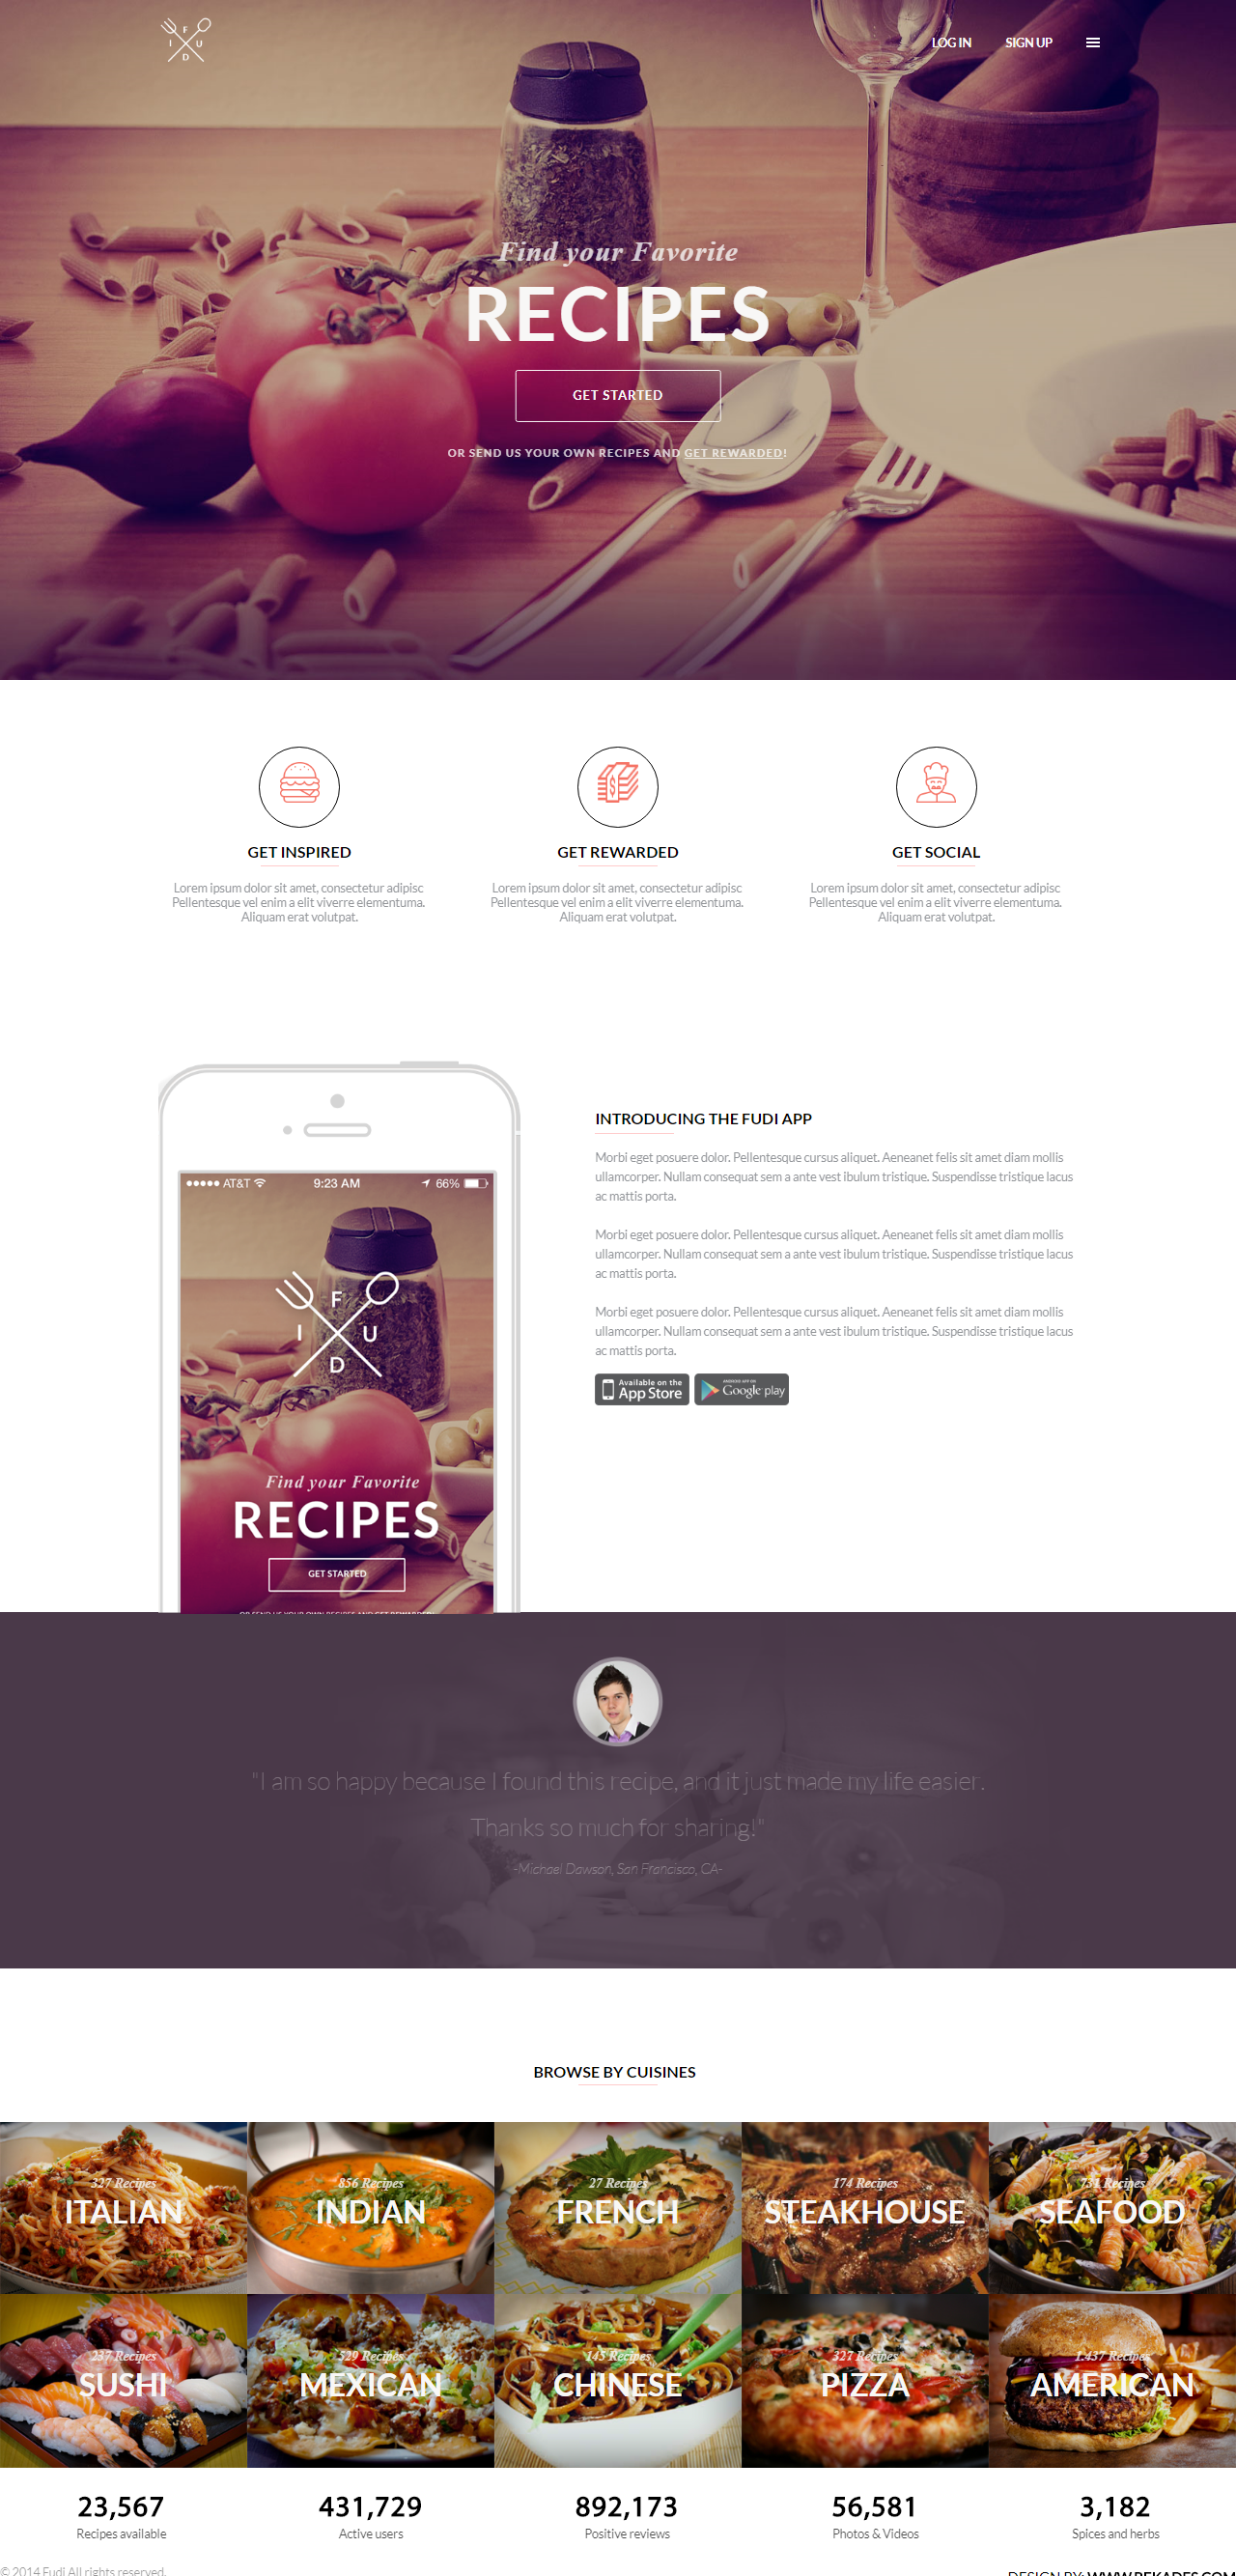 F
I U
D
LOG IN SIGN UP
Find your Favorite
RECIPES
GET STARTED
OR SEND US YOUR OWN RECIPES AND GET REWARDED!
GET INSPIRED
Lorem ipsum dolor sit amet, consectetur adipisc
Pellentesque vel enim a elit viverre elementuma.
Aliquam erat volutpat.
GET REWARDED
Lorem ipsum dolor sit amet, consectetur adipisc
Pellentesque vel enim a elit viverre elementuma.
Aliquam erat volutpat.
GET SOCIAL
Lorem ipsum dolor sit amet, consectetur adipisc
Pellentesque vel enim a elit viverre elementuma.
Aliquam erat volutpat.
AT&T 9:23 AM 66%
F
I U
D
Find your Favorite
RECIPES
GET STARTED
OR SEND US YOUR OWN RECIPES AND GET REWARDED!
INTRODUCING THE FUDI APP
Morbi eget posuere dolor. Pellentesque cursus aliquet. Aeneanet felis sit amet diam mollis
ullamcorper. Nullam consequat sem a ante vest ibulum tristique. Suspendisse tristique lacus
ac mattis porta.
Morbi eget posuere dolor. Pellentesque cursus aliquet. Aeneanet felis sit amet diam mollis
ullamcorper. Nullam consequat sem a ante vest ibulum tristique. Suspendisse tristique lacus
ac mattis porta.
Morbi eget posuere dolor. Pellentesque cursus aliquet. Aeneanet felis sit amet diam mollis
ullamcorper. Nullam consequat sem a ante vest ibulum tristique. Suspendisse tristique lacus
ac mattis porta.
Available on the
App Store
ANDROID APP ON
Google play
"I am so happy because I found this recipe, and it just made my life easier.
Thanks so much for sharing!"
-Michael Dawson, San Francisco, CA-
BROWSE BY CUISINES
327 Recipes
ITALIAN
856 Recipes
INDIAN
27 Recipes
FRENCH
174 Recipes
STEAKHOUSE
731 Recipes
SEAFOOD
237 Recipes
SUSHI
529 Recipes
MEXICAN
145 Recipes
CHINESE
327 Recipes
PIZZA
1.437 Recipes
AMERICAN
23,567
Recipes available
431,729
Active users
892,173
Positive reviews
56,581
Photos & Videos
3,182
Spices and herbs
© 2014 Fudi All rights reserved.
DESIGN BY: WWW.PEKADES.COM